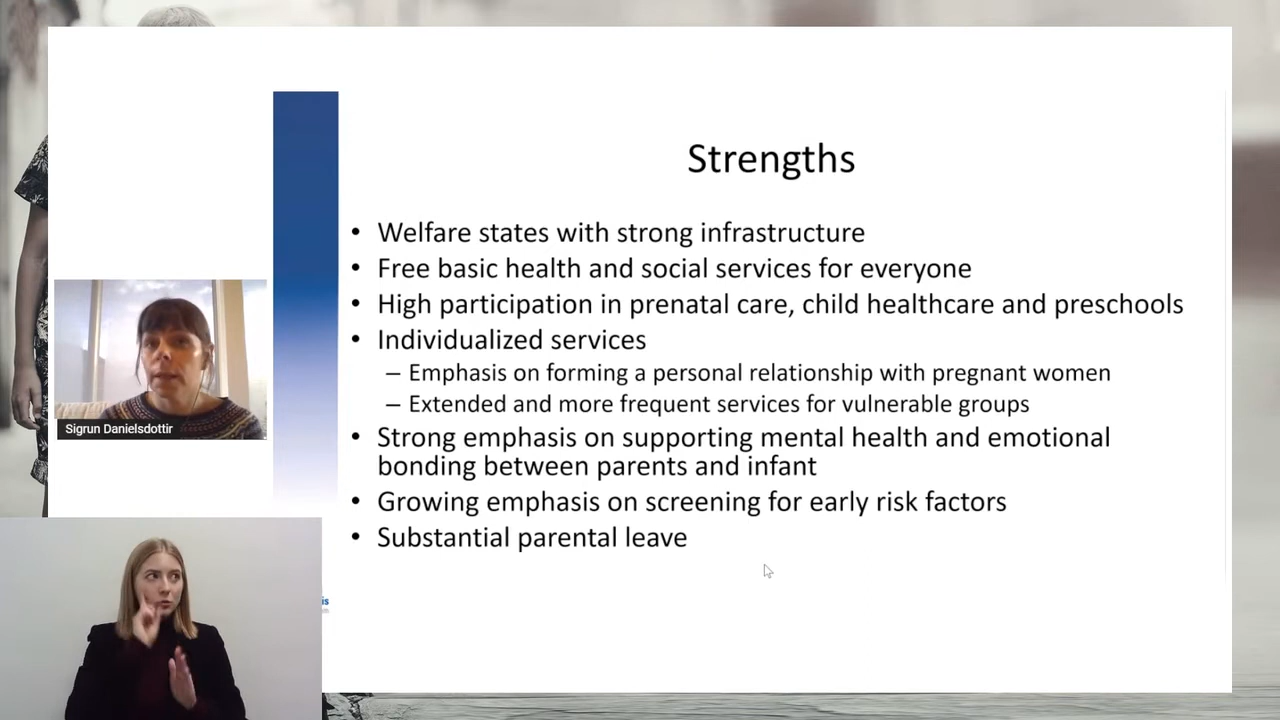 Strengths
• Welfare states with strong infrastructure
• Free basic health and social services for everyone
• High participation in prenatal care, child healthcare and preschools
• Individualized services
– Emphasis on forming a personal relationship with pregnant women
– Extended and more frequent services for vulnerable groups
• Strong emphasis on supporting mental health and emotional
bonding between parents and infant
• Growing emphasis on screening for early risk factors
• Substantial parental leave
Sigrun Danielsdottir
is